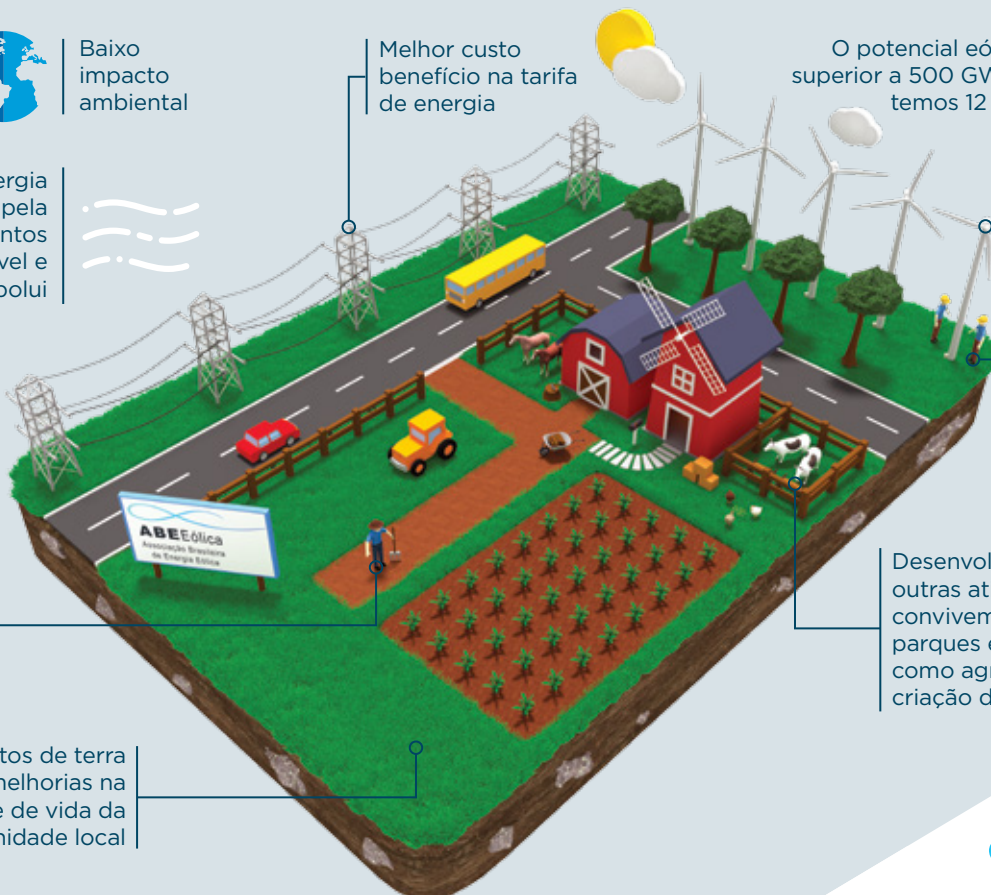 Baixo
impacto
ambiental
Melhor custo
benefício na tarifa
de energia
O potencial eó
superior a 500 GW
temos 12
ergia
pela
ntos
vel e
polui
ABEEólica
Associação Brasileira
de Energia Eólica
Desenvol
outras at
convivem
parques e
como agr
criação d
tos de terra
melhorias na
e de vida da
nidade local